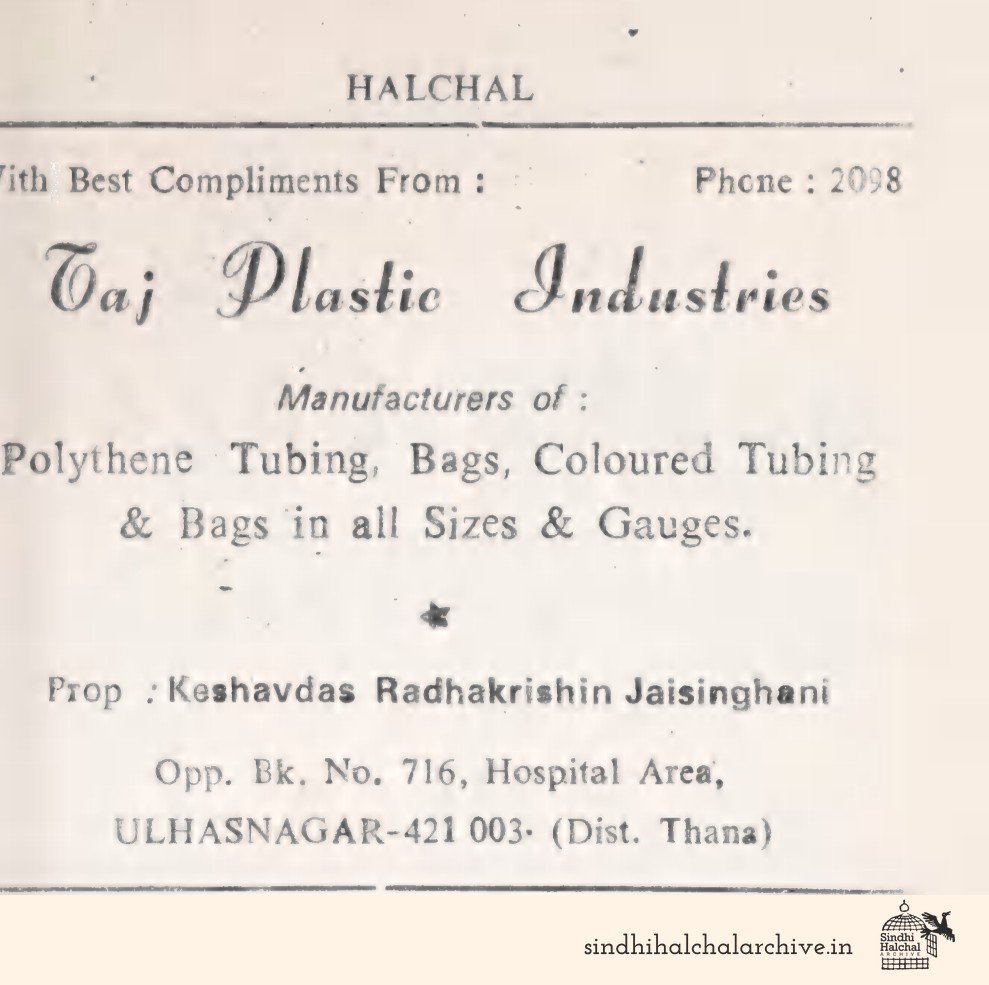 HALCHAL
With Best Compliments From : Phone : 2098
Taj Plastic Industries
Manufacturers of :
Polythene Tubing, Bags, Coloured Tubing
& Bags in all Sizes & Gauges.
Prop : Keshavdas Radhakrishin Jaisinghani
Opp. Bk. No. 716, Hospital Area,
ULHASNAGAR-421 003. (Dist. Thana)
sindhihalchalarchive.in
Sindhi
Halchal
ARCHIVE